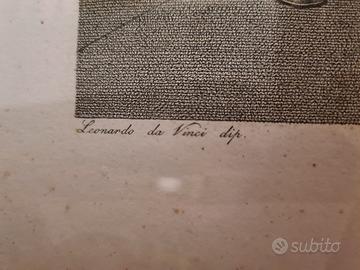 Leonardo da Vinci dip.
subito